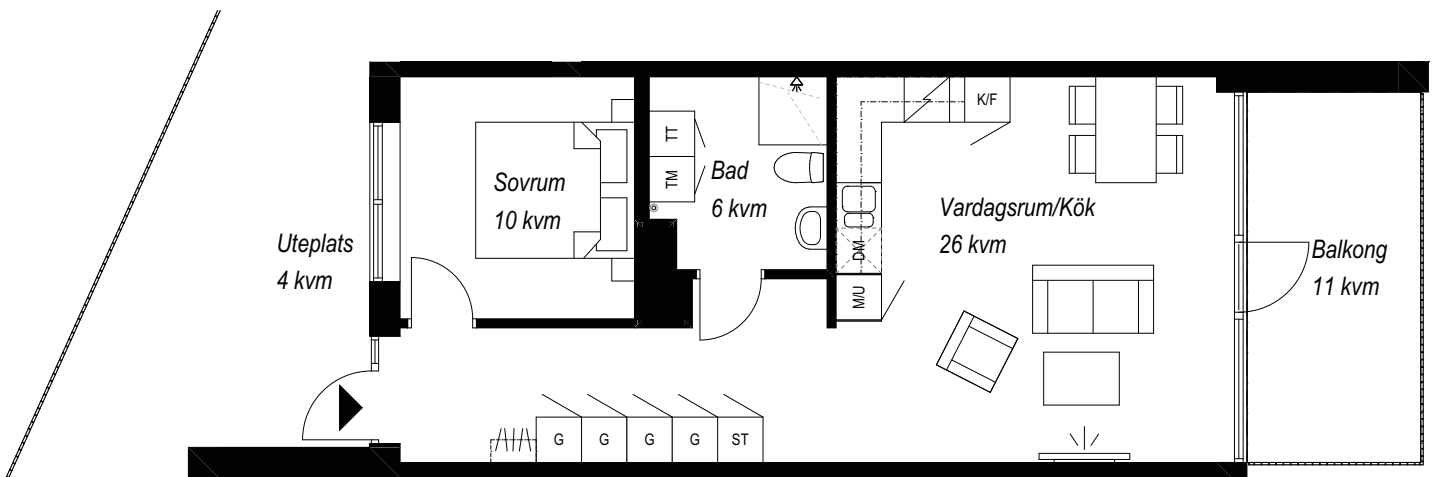 K/F
TT
TM
Bad
6 kvm
Sovrum
10 kvm
Vardagsrum/Kök
26 kvm
Uteplats
4 kvm
DM
M/U
Balkong
11 kvm
G
G
G
G
ST